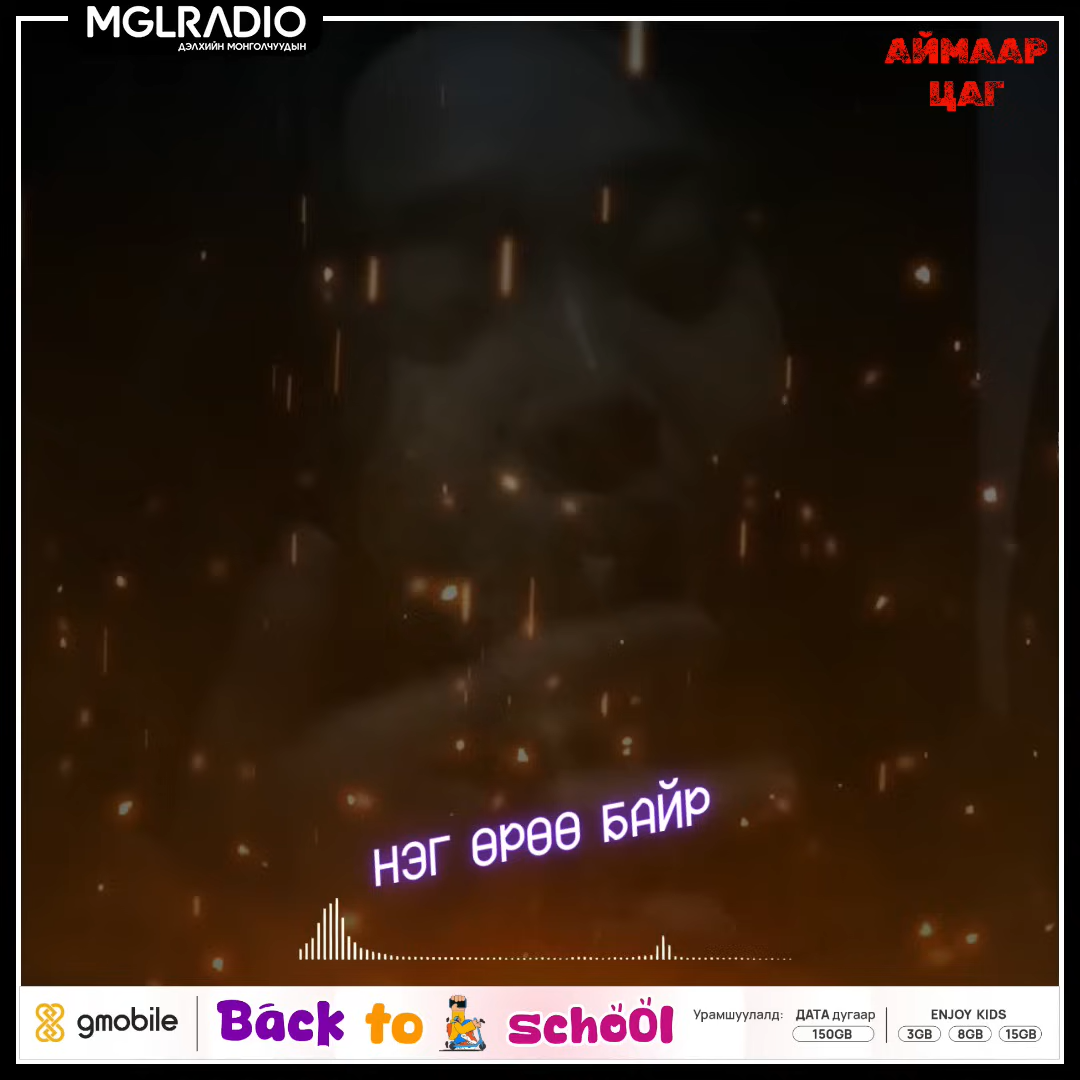 MGLRADIO
ДЭЛХИЙН МОНГОЛЧУУДЫН
АЙМААР
ЦАГ
НЭГ ӨРӨӨ БАЙР
gmobile
Back to school
Урамшуулалд:
ДАТА дугаар
150GB
ENJOY KIDS
3GB 8GB 15GB